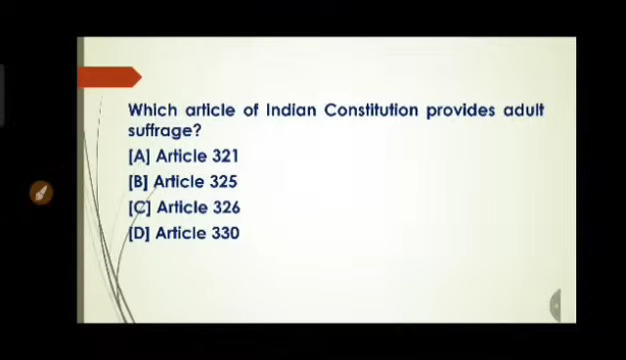 Which article of Indian Constitution provides adult
suffrage?
[A] Article 321
[B] Article 325
[C] Article 326
[D] Article 330